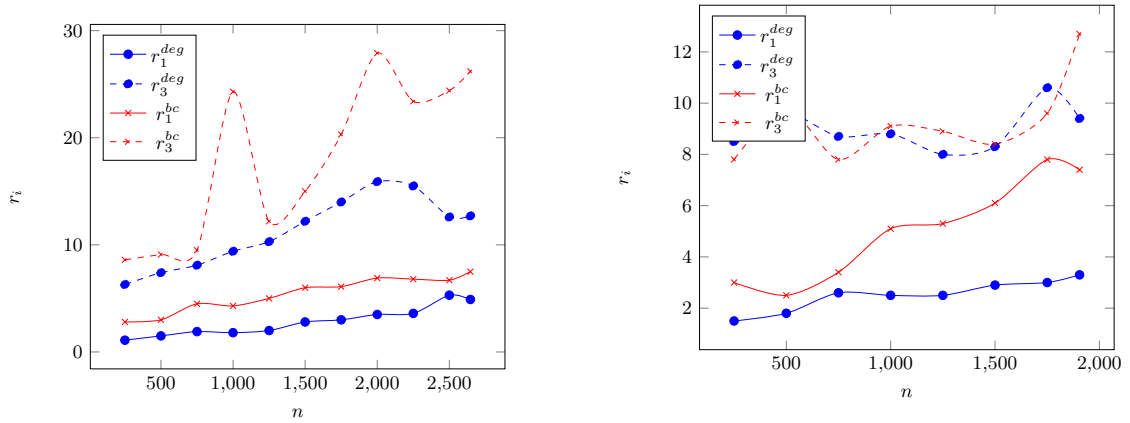 30
20
10
0
r_i
r_1^{deg}
r_3^{deg}
r_1^{bc}
r_3^{bc}
500 1,000 1,500 2,000 2,500
n
12
10
8
6
4
2
r_i
r_1^{deg}
r_3^{deg}
r_1^{bc}
r_3^{bc}
500 1,000 1,500 2,000
n